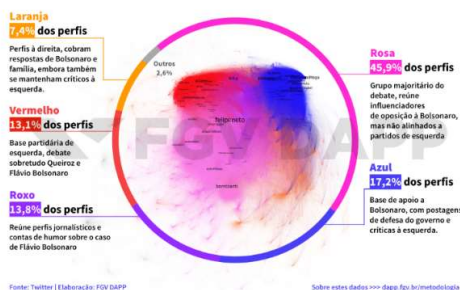 Laranja
7,4% dos perfis
Perfis à direita, cobram
respostas de Bolsonaro e
família, embora também
se mantenham críticos à
esquerda.
Vermelho
13,1% dos perfis
Base partidária de
esquerda, debate
sobretudo Queiroz e
Flávio Bolsonaro
Roxo
13,8% dos perfis
Reúne perfis jornalísticos e
contas de humor sobre o caso
de Flávio Bolsonaro
Outros
2,6%
felipe neto
FGV DAPP
Rosa
45,9% dos perfis
Grupo majoritário do
debate, reúne
influenciadores
de oposição à Bolsonaro,
mas não alinhados a
partidos de esquerda
Azul
17,2% dos perfis
Base de apoio a
Bolsonaro, com postagens
de defesa do governo e
críticas à esquerda.
Fonte: Twitter | Elaboração: FGV DAPP
Sobre estes dados >>> dapp.fgv.br/metodologia